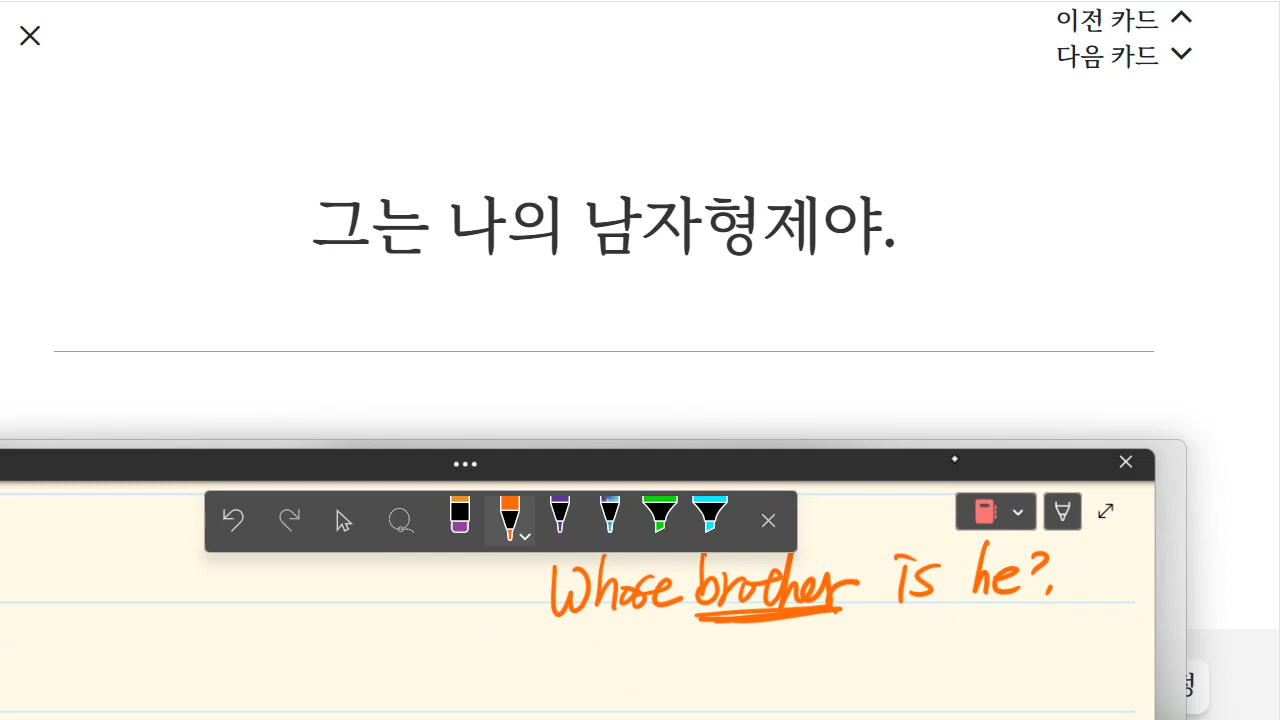 이전 카드
다음 카드
그는 나의 남자형제야.
Whose brother is he?.